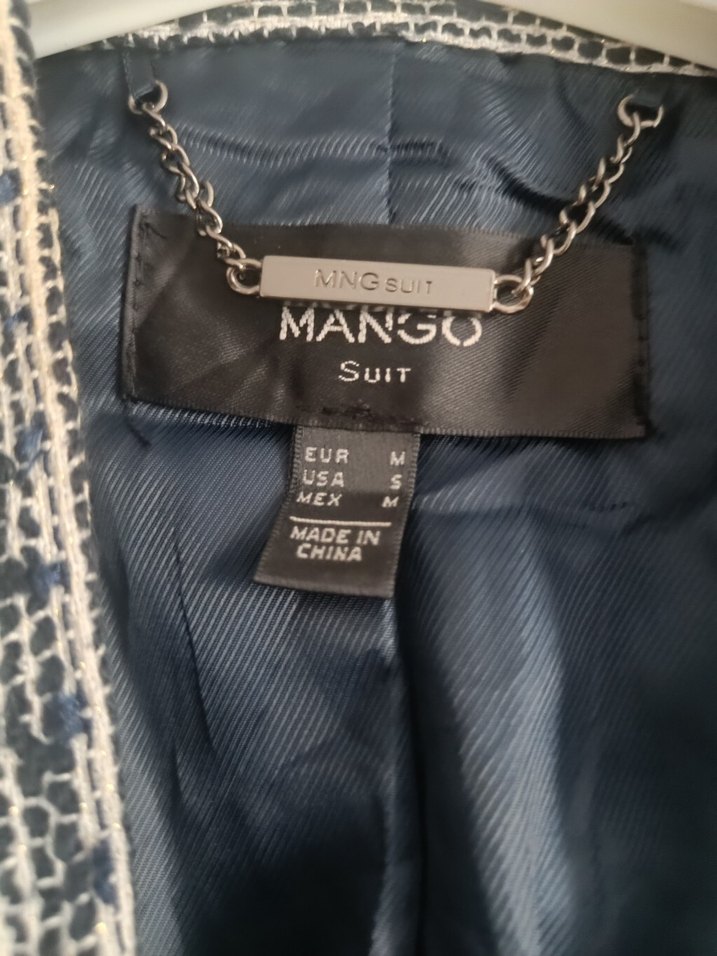 MNG SUIT
MANGO
SUIT
EUR M
USA S
MEX M
MADE IN
CHINA